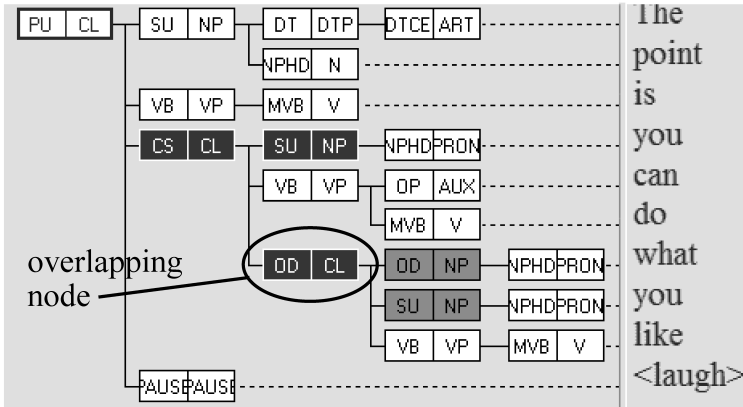 PU CL SU NP DT DTP DTCE ART The
NPHD N point
VB VP MVB V is
CS CL SU NP NPHD PRON you
VB VP OP AUX can
MVB V do
overlapping node
OD CL OD NP NPHD PRON what
SU NP NPHD PRON you
VB VP MVB V like
PAUSE PAUSE <laugh>